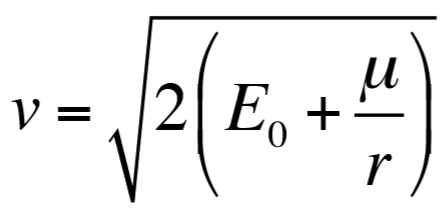 v = √(2(E₀ + μ/r))